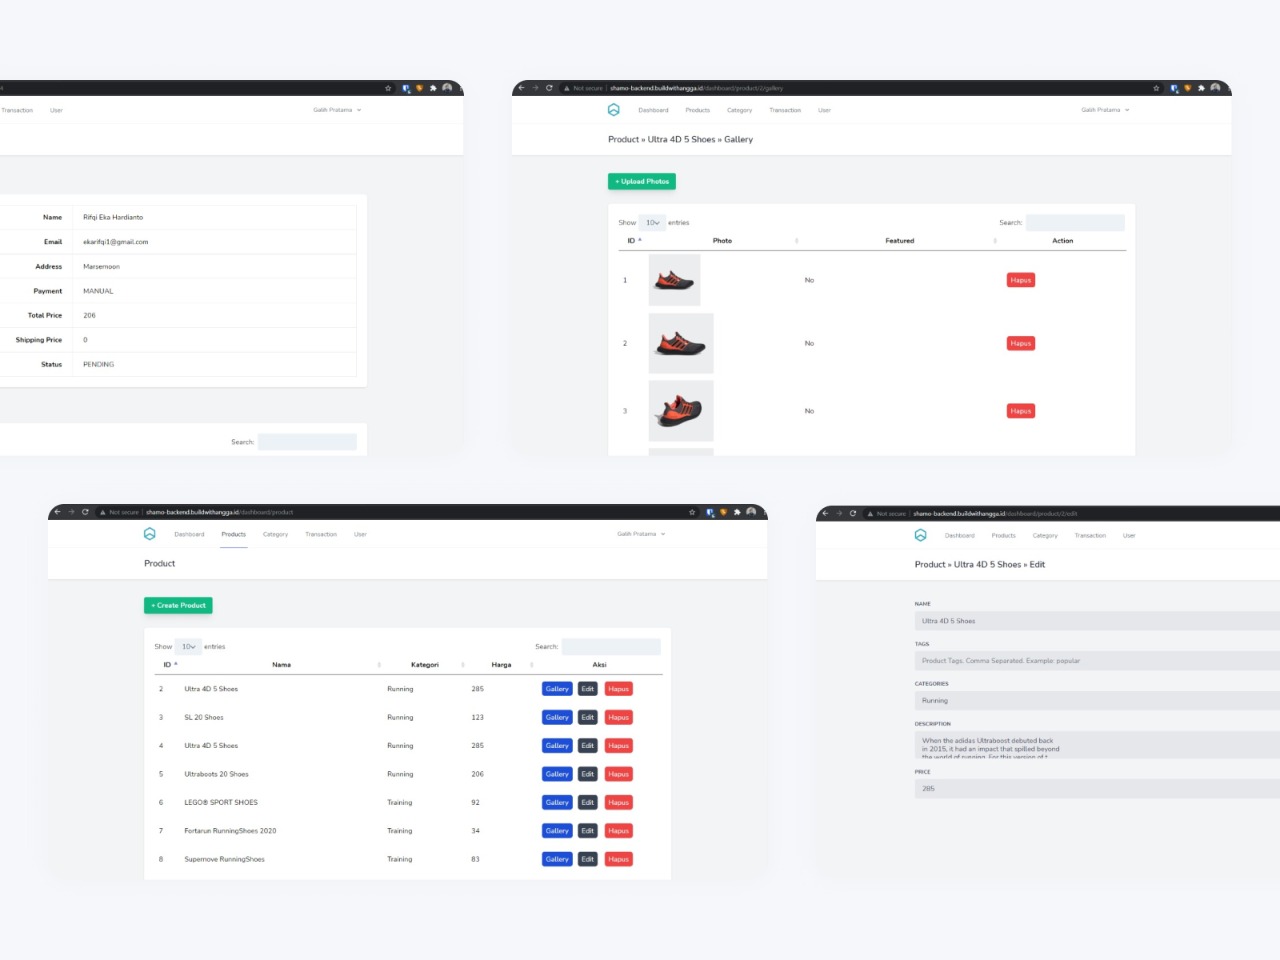 4
Transaction User Galih Pratama
Name Rifqi Eka Hardianto
Email ekarifqi1@gmail.com
Address Marsemoon
Payment MANUAL
Total Price 206
Shipping Price 0
Status PENDING
Search:
Not secure shamo-backend.buildwithangga.id/dashboard/product/2/gallery
Dashboard Products Category Transaction User Galih Pratama
Product » Ultra 4D 5 Shoes » Gallery
+ Upload Photos
Show 10 entries Search:
ID Photo Featured Action
1 No Hapus
2 No Hapus
3 No Hapus
Not secure shamo-backend.buildwithangga.id/dashboard/product
Dashboard Products Category Transaction User Galih Pratama
Product
+ Create Product
Show 10 entries Search:
ID Nama Kategori Harga Aksi
2 Ultra 4D 5 Shoes Running 285 Gallery Edit Hapus
3 SL 20 Shoes Running 123 Gallery Edit Hapus
4 Ultra 4D 5 Shoes Running 285 Gallery Edit Hapus
5 Ultraboots 20 Shoes Running 206 Gallery Edit Hapus
6 LEGO® SPORT SHOES Training 92 Gallery Edit Hapus
7 Fortarun RunningShoes 2020 Training 34 Gallery Edit Hapus
8 Supernove RunningShoes Training 83 Gallery Edit Hapus
Not secure shamo-backend.buildwithangga.id/dashboard/product/2/edit
Dashboard Products Category Transaction User
Product » Ultra 4D 5 Shoes » Edit
NAME
Ultra 4D 5 Shoes
TAGS
Product Tags. Comma Separated. Example: popular
CATEGORIES
Running
DESCRIPTION
When the adidas Ultraboost debuted back
in 2015, it had an impact that spilled beyond
the world of running. For this version of t
PRICE
285